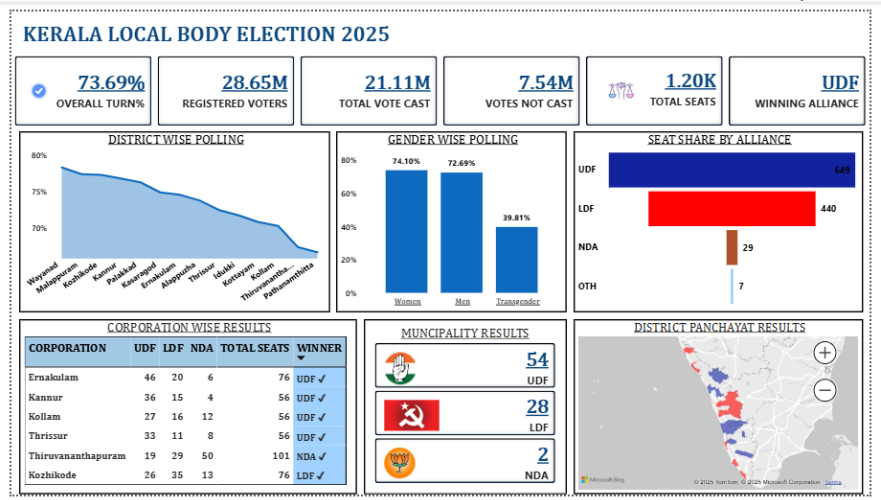 KERALA LOCAL BODY ELECTION 2025
73.69%
OVERALL TURN%
28.65M
REGISTERED VOTERS
21.11M
TOTAL VOTE CAST
7.54M
VOTES NOT CAST
1.20K
TOTAL SEATS
UDF
WINNING ALLIANCE
DISTRICT WISE POLLING
80%
75%
70%
Wayanad
Malappuram
Kozhikode
Kannur
Palakkad
Kasaragod
Ernakulam
Alappuzha
Thrissur
Idukki
Kottayam
Kollam
Thiruvanantha...
Pathanamthitta
GENDER WISE POLLING
80%
60%
40%
20%
0%
74.10%
72.69%
39.81%
Women
Men
Transgender
SEAT SHARE BY ALLIANCE
UDF 649
LDF 440
NDA 29
OTH 7
CORPORATION WISE RESULTS
CORPORATION UDF LDF NDA TOTAL SEATS WINNER
Ernakulam 46 20 6 76 UDF ✓
Kannur 36 15 4 56 UDF ✓
Kollam 27 16 12 56 UDF ✓
Thrissur 33 11 8 56 UDF ✓
Thiruvananthapuram 19 29 50 101 NDA ✓
Kozhikode 26 35 13 76 LDF ✓
MUNCIPALITY RESULTS
54
UDF
28
LDF
2
NDA
DISTRICT PANCHAYAT RESULTS
Microsoft Bing
© 2025 TomTom, © 2025 Microsoft Corporation Terms